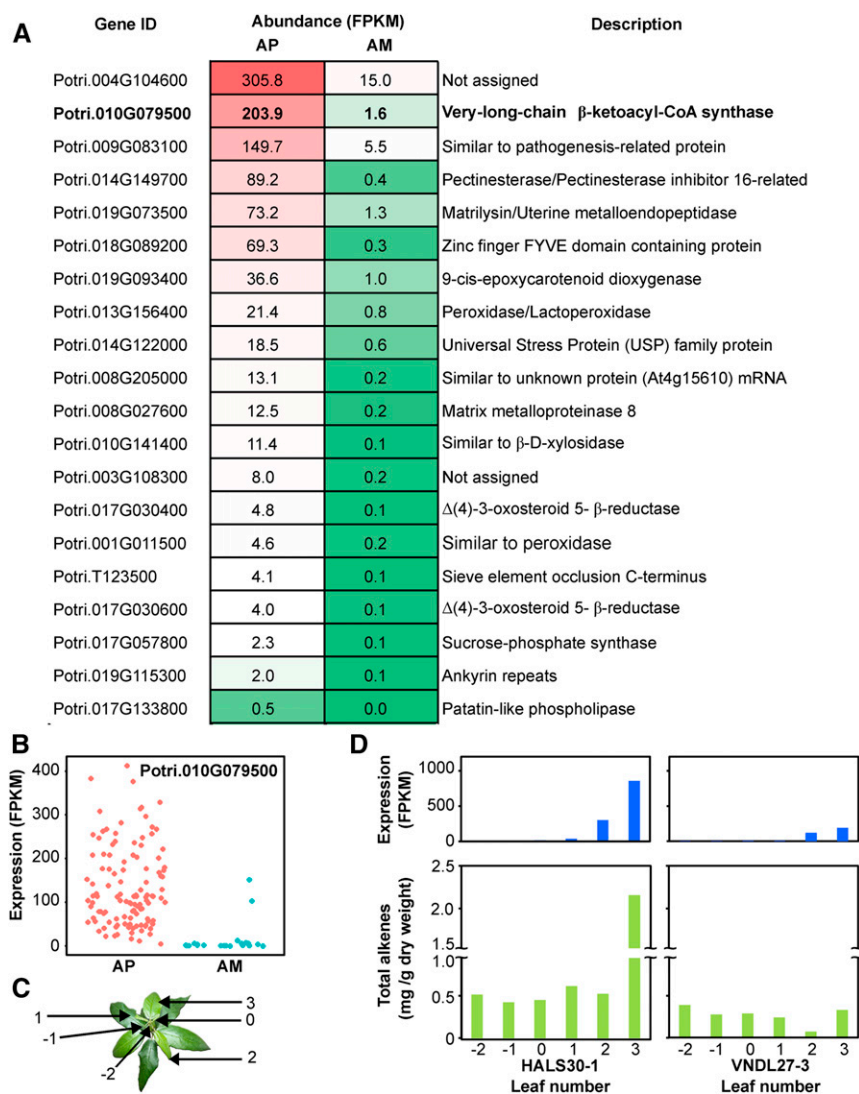 A
Gene ID Abundance (FPKM) Description
AP AM
Potri.004G104600 305.8 15.0 Not assigned
Potri.010G079500 203.9 1.6 Very-long-chain β-ketoacyl-CoA synthase
Potri.009G083100 149.7 5.5 Similar to pathogenesis-related protein
Potri.014G149700 89.2 0.4 Pectinesterase/Pectinesterase inhibitor 16-related
Potri.019G073500 73.2 1.3 Matrilysin/Uterine metalloendopeptidase
Potri.018G089200 69.3 0.3 Zinc finger FYVE domain containing protein
Potri.019G093400 36.6 1.0 9-cis-epoxycarotenoid dioxygenase
Potri.013G156400 21.4 0.8 Peroxidase/Lactoperoxidase
Potri.014G122000 18.5 0.6 Universal Stress Protein (USP) family protein
Potri.008G205000 13.1 0.2 Similar to unknown protein (At4g15610) mRNA
Potri.008G027600 12.5 0.2 Matrix metalloproteinase 8
Potri.010G141400 11.4 0.1 Similar to β-D-xylosidase
Potri.003G108300 8.0 0.2 Not assigned
Potri.017G030400 4.8 0.1 Δ(4)-3-oxosteroid 5- β-reductase
Potri.001G011500 4.6 0.2 Similar to peroxidase
Potri.T123500 4.1 0.1 Sieve element occlusion C-terminus
Potri.017G030600 4.0 0.1 Δ(4)-3-oxosteroid 5- β-reductase
Potri.017G057800 2.3 0.1 Sucrose-phosphate synthase
Potri.019G115300 2.0 0.1 Ankyrin repeats
Potri.017G133800 0.5 0.0 Patatin-like phospholipase
B
Potri.010G079500
Expression (FPKM)
400
300
200
100
0
AP AM
C
3
1 0
-1
-2 2
D
Expression
(FPKM)
1000
500
0
Total alkenes
(mg /g dry weight)
2.5
2.0
1.5
1.0
0.5
0
-2 -1 0 1 2 3 -2 -1 0 1 2 3
HALS30-1 VNDL27-3
Leaf number Leaf number